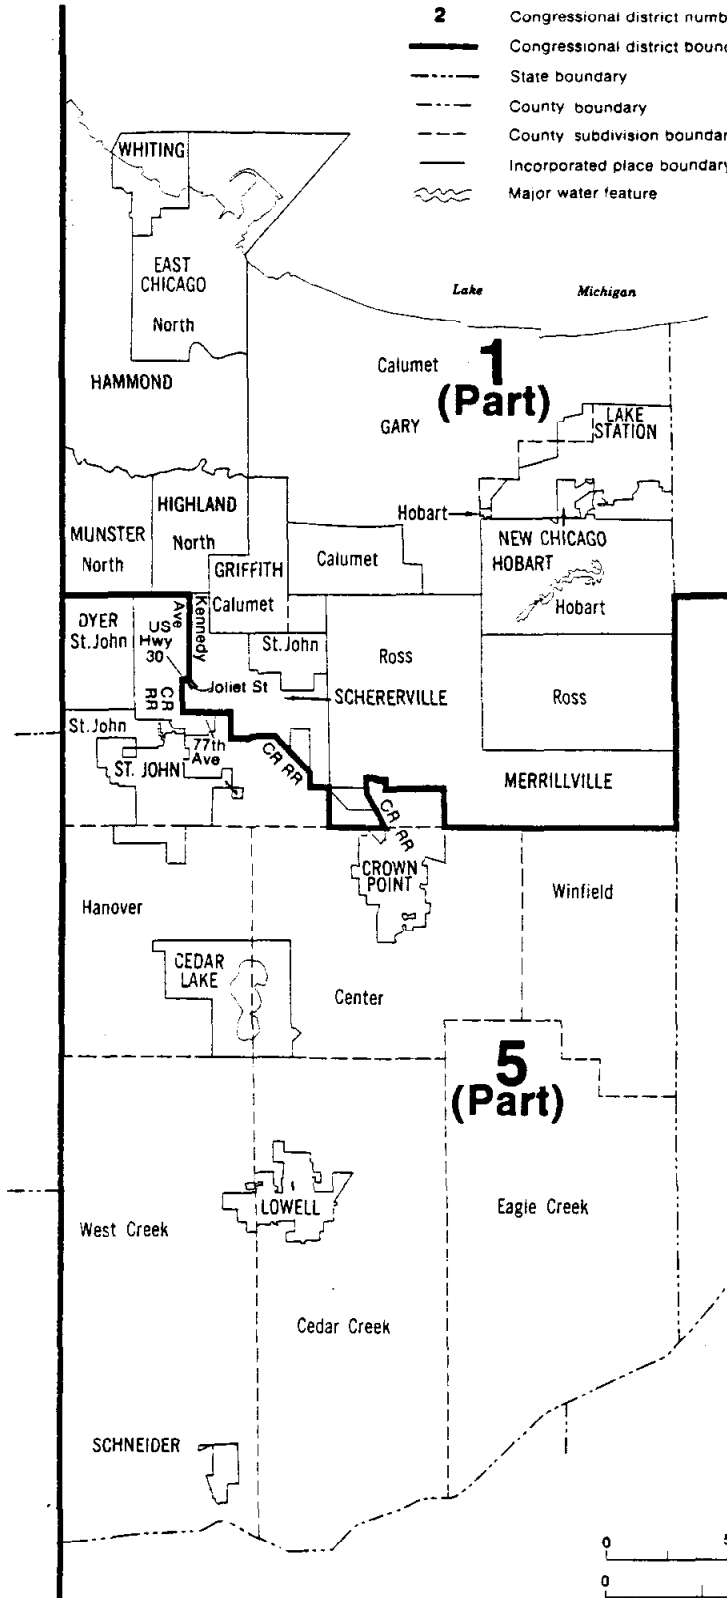 2 Congressional district numb
Congressional district bound
State boundary
County boundary
County subdivision boundar
Incorporated place boundary
Major water feature
WHITING
EAST
CHICAGO
North
Lake Michigan
HAMMOND
Calumet
1
(Part)
GARY
LAKE
STATION
HIGHLAND
North
Hobart
MUNSTER
North
NEW CHICAGO
HOBART
GRIFFITH
Calumet
Calumet
Hobart
DYER
St. John
Ave
Kennedy
US
Hwy
30
St. John
Ross
Joliet St
SCHERERVILLE
Ross
CR
RR
St. John
77th
Ave
ST. JOHN
CR RR
MERRILLVILLE
CR RR
CROWN
POINT
Winfield
Hanover
CEDAR
LAKE
Center
5
(Part)
LOWELL
Eagle Creek
West Creek
Cedar Creek
SCHNEIDER
0 5
0